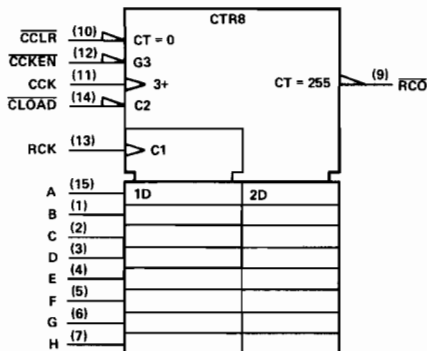 CTR8
CCLR (10) CT = 0
CCKEN (12) G3
CCK (11) 3+ CT = 255 (9) RCO
CLOAD (14) C2
RCK (13) C1
A (15) 1D 2D
B (1)
C (2)
D (3)
E (4)
F (5)
G (6)
H (7)